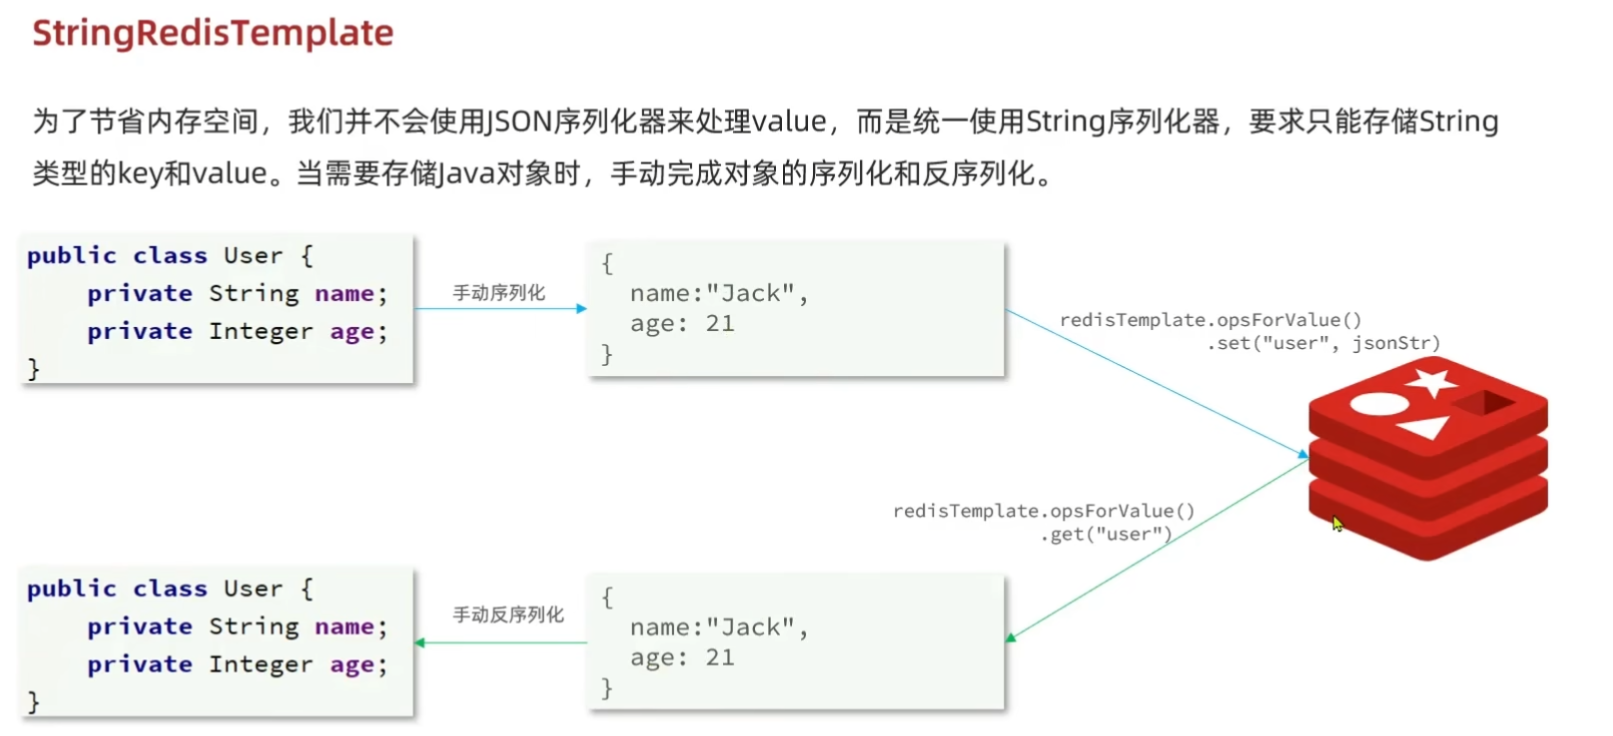 StringRedisTemplate
为了节省内存空间，我们并不会使用JSON序列化器来处理value，而是统一使用String序列化器，要求只能存储String
类型的key和value。当需要存储Java对象时，手动完成对象的序列化和反序列化。
public class User {
    private String name;
    private Integer age;
}
手动序列化
{
  name:"Jack",
  age: 21
}
redisTemplate.opsForValue()
.set("user", jsonStr)
redisTemplate.opsForValue()
.get("user")
public class User {
    private String name;
    private Integer age;
}
手动反序列化
{
  name:"Jack",
  age: 21
}